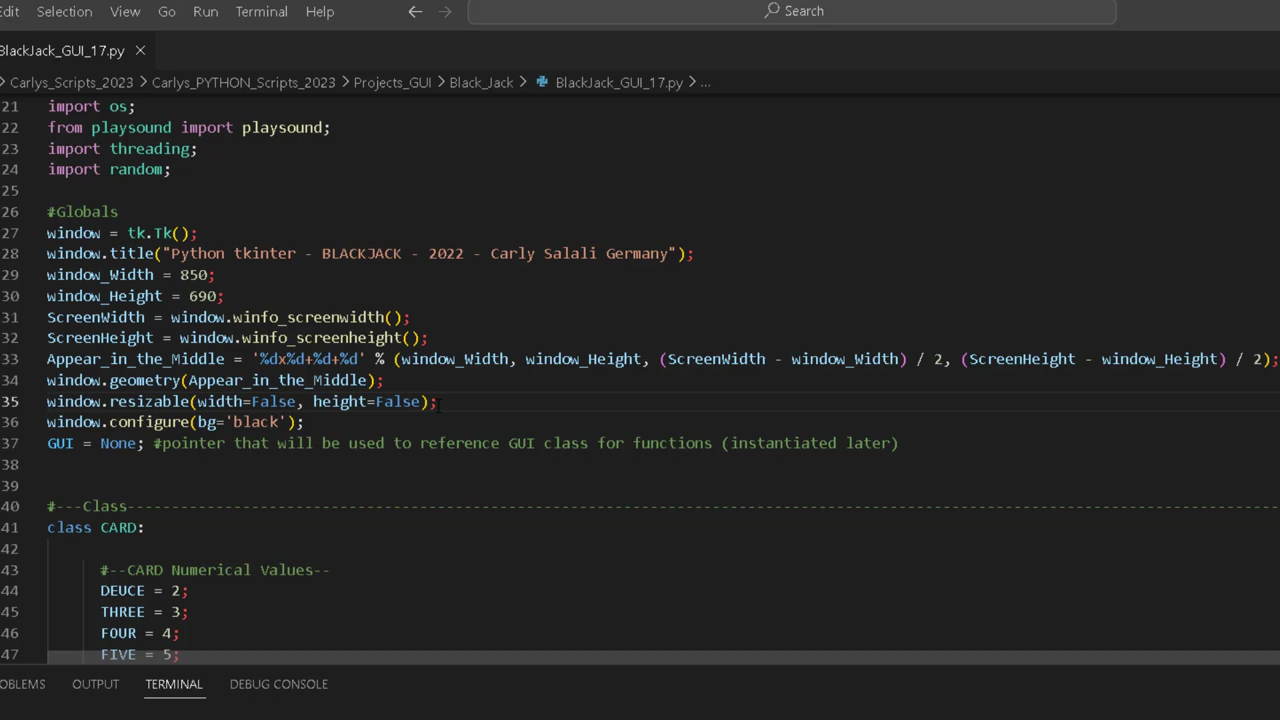 Edit Selection View Go Run Terminal Help Search
BlackJack_GUI_17.py
Carlys_Scripts_2023 > Carlys_PYTHON_Scripts_2023 > Projects_GUI > Black_Jack > BlackJack_GUI_17.py > ...
21 import os;
22 from playsound import playsound;
23 import threading;
24 import random;
25
26 #Globals
27 window = tk.Tk();
28 window.title("Python tkinter - BLACKJACK - 2022 - Carly Salali Germany");
29 window_Width = 850;
30 window_Height = 690;
31 ScreenWidth = window.winfo_screenwidth();
32 ScreenHeight = window.winfo_screenheight();
33 Appear_in_the_Middle = '%dx%d+%d+%d' % (window_Width, window_Height, (ScreenWidth - window_Width) / 2, (ScreenHeight - window_Height) / 2);
34 window.geometry(Appear_in_the_Middle);
35 window.resizable(width=False, height=False);
36 window.configure(bg='black');
37 GUI = None; #pointer that will be used to reference GUI class for functions (instantiated later)
38
39
40 #---Class------------------------------------------------------------------------------------------------------------------------------------
41 class CARD:
42
43 #--CARD Numerical Values--
44 DEUCE = 2;
45 THREE = 3;
46 FOUR = 4;
47 FIVE = 5;
OBLEMS OUTPUT TERMINAL DEBUG CONSOLE